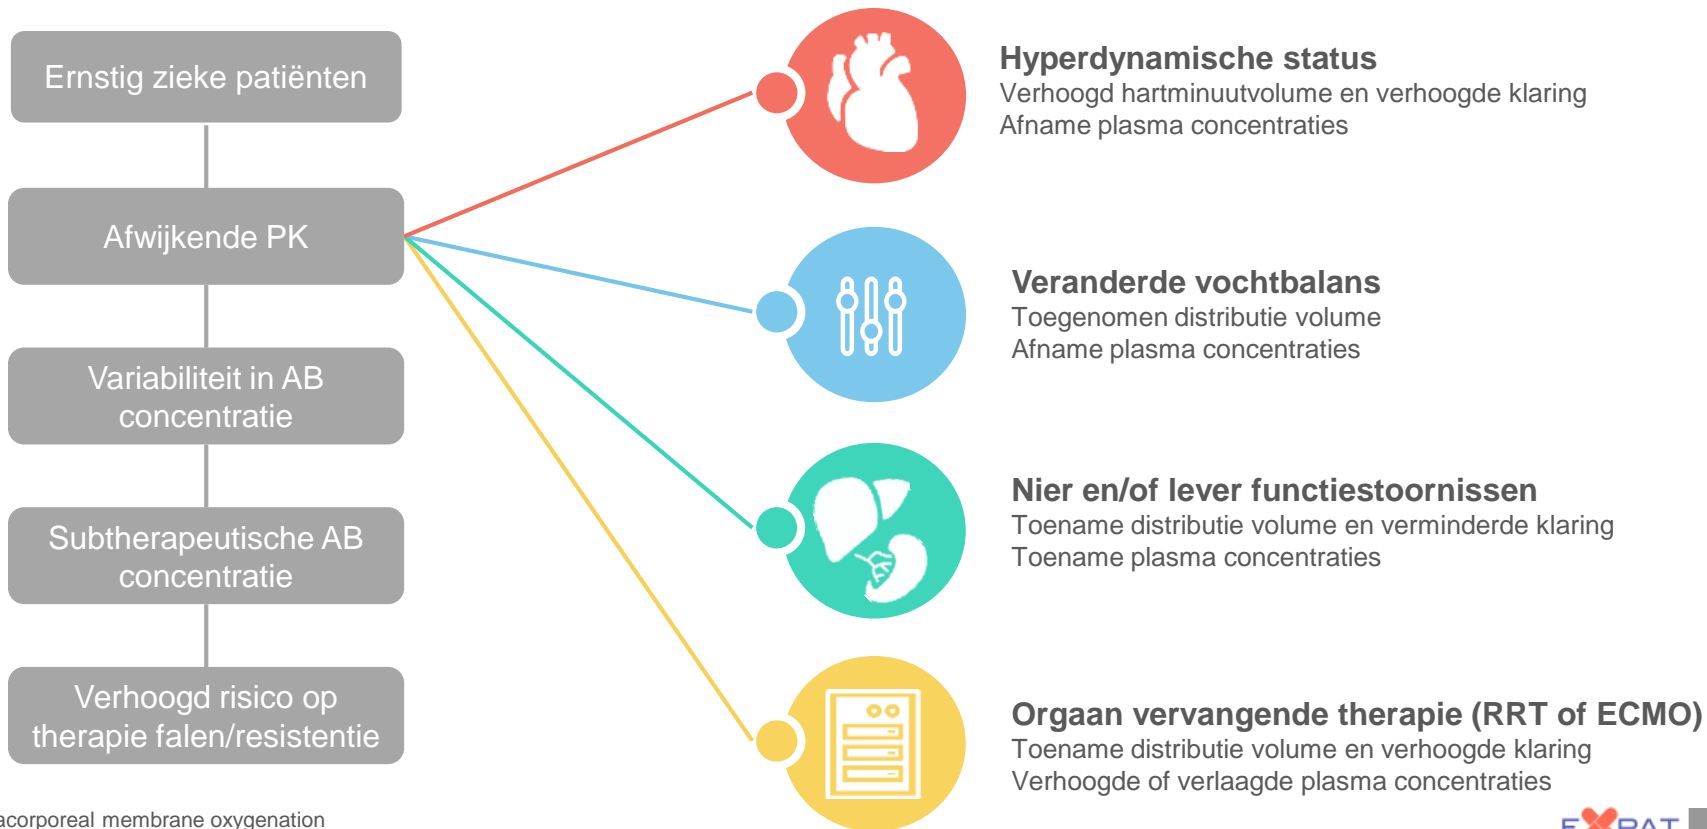 Ernstig zieke patiënten
Afwijkende PK
Variabiliteit in AB
concentratie
Subtherapeutische AB
concentratie
Verhoogd risico op
therapie falen/resistentie
Hyperdynamische status
Verhoogd hartminuutvolume en verhoogde klaring
Afname plasma concentraties
Veranderde vochtbalans
Toegenomen distributie volume
Afname plasma concentraties
Nier en/of lever functiestoornissen
Toename distributie volume en verminderde klaring
Toename plasma concentraties
Orgaan vervangende therapie (RRT of ECMO)
Toename distributie volume en verhoogde klaring
Verhoogde of verlaagde plasma concentraties
acorporeal membrane oxygenation